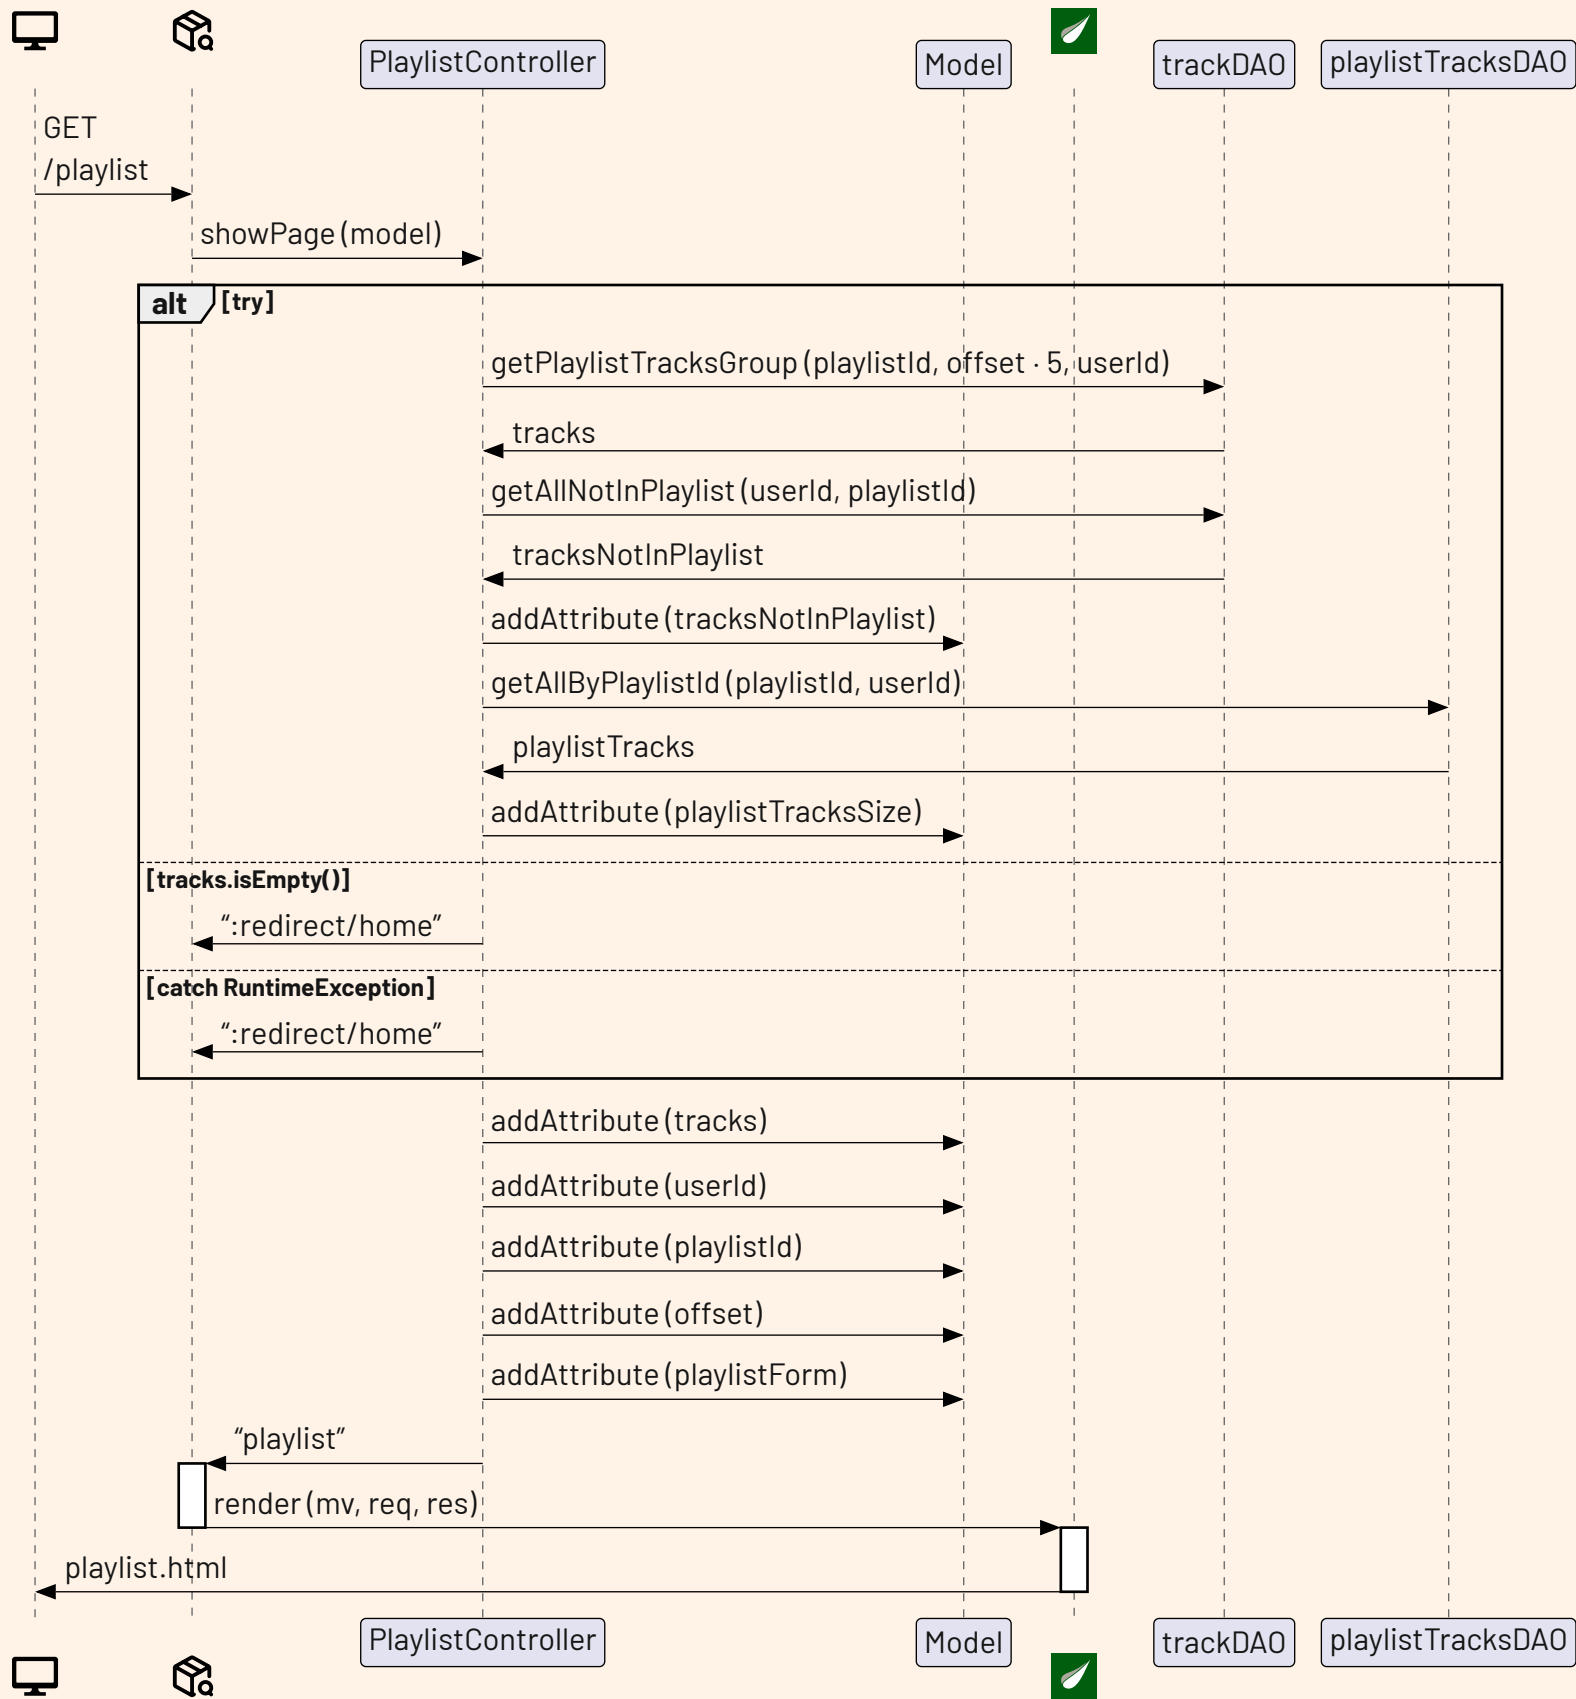 PlaylistController
Model
trackDAO
playlistTracksDAO
GET
/playlist
showPage (model)
alt [try]
getPlaylistTracksGroup (playlistId, offset · 5, userId)
tracks
getAllNotInPlaylist (userId, playlistId)
tracksNotInPlaylist
addAttribute (tracksNotInPlaylist)
getAllByPlaylistId (playlistId, userId)
playlistTracks
addAttribute (playlistTracksSize)
[tracks.isEmpty()]
“:redirect/home”
[catch RuntimeException]
“:redirect/home”
addAttribute (tracks)
addAttribute (userId)
addAttribute (playlistId)
addAttribute (offset)
addAttribute (playlistForm)
“playlist”
render (mv, req, res)
playlist.html
PlaylistController
Model
trackDAO
playlistTracksDAO